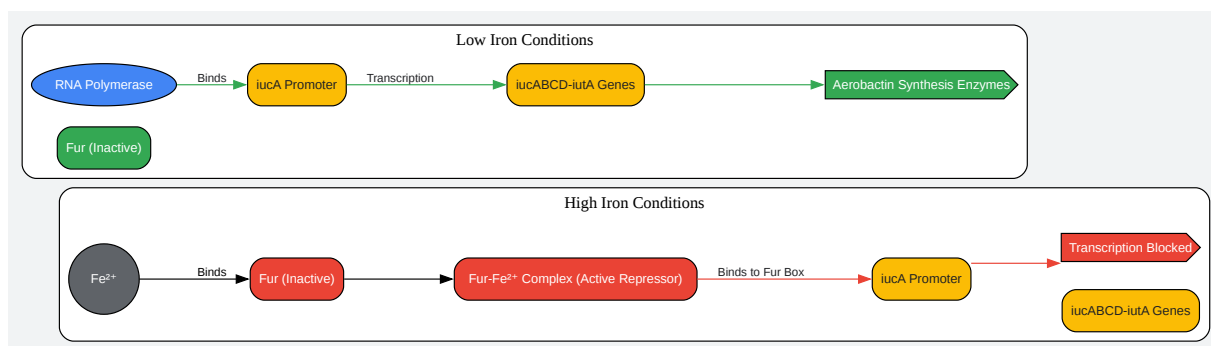 Low Iron Conditions
RNA Polymerase
Binds
iucA Promoter
Transcription
iucABCD-iutA Genes
Aerobactin Synthesis Enzymes
Fur (Inactive)
High Iron Conditions
Fe²⁺
Binds
Fur (Inactive)
Fur-Fe²⁺ Complex (Active Repressor)
Binds to Fur Box
iucA Promoter
Transcription Blocked
iucABCD-iutA Genes